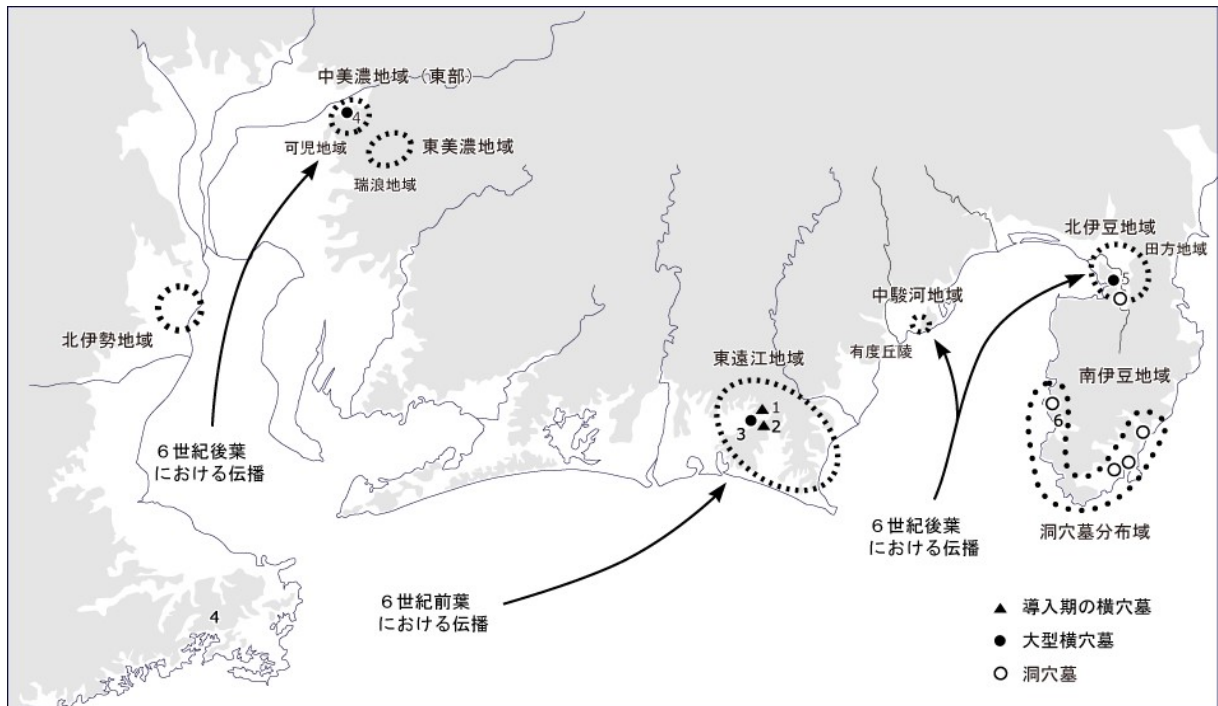 中美濃地域（東部）
4
可児地域
東美濃地域
瑞浪地域
北伊勢地域
6世紀後葉
における伝播
4
6世紀前葉
における伝播
東遠江地域
1
2
3
中駿河地域
有度丘陵
6世紀後葉
における伝播
北伊豆地域
田方地域
5
南伊豆地域
6
洞穴墓分布域
導入期の横穴墓
大型横穴墓
洞穴墓